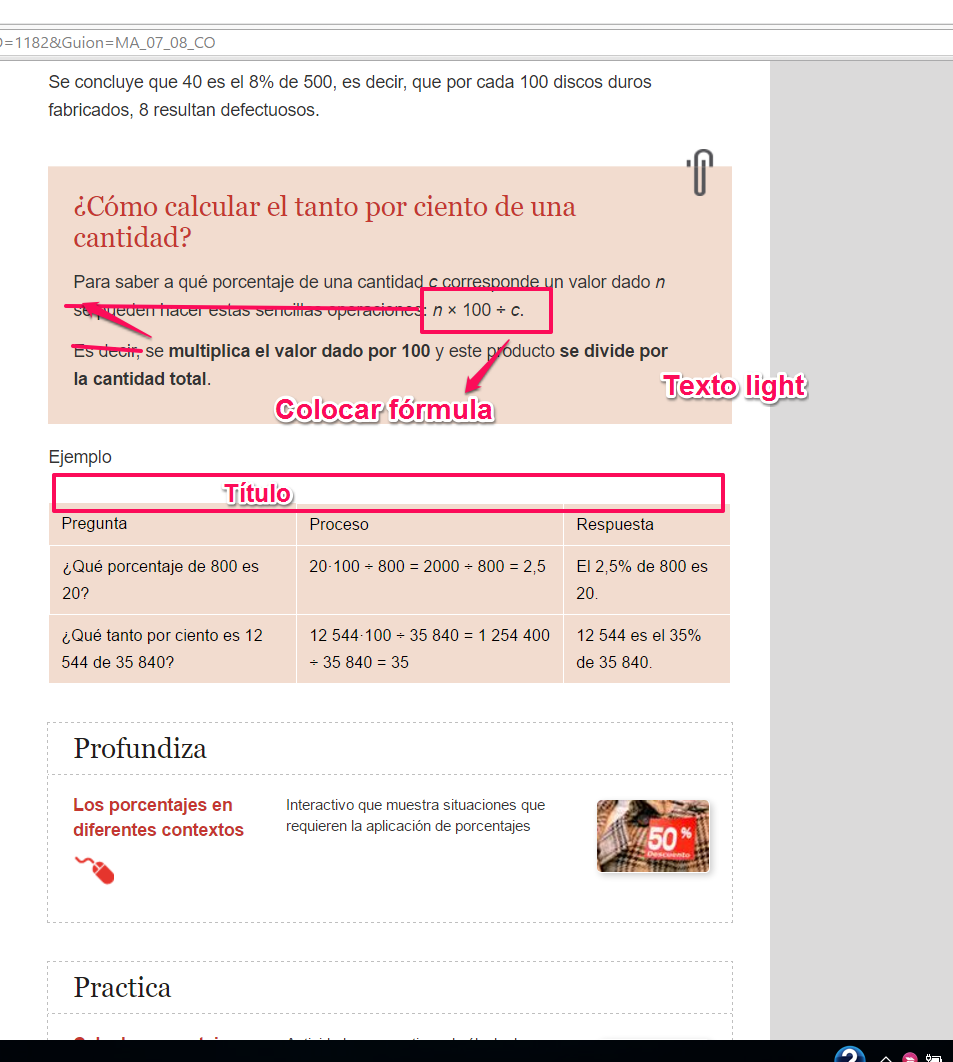 D=1182&Guion=MA_07_08_CO
Se concluye que 40 es el 8% de 500, es decir, que por cada 100 discos duros
fabricados, 8 resultan defectuosos.
¿Cómo calcular el tanto por ciento de una
cantidad?
Para saber a qué porcentaje de una cantidad c corresponde un valor dado n
se pueden hacer estas sencillas operaciones: n × 100 ÷ c.
Es decir, se multiplica el valor dado por 100 y este producto se divide por
la cantidad total.
Texto light
Colocar fórmula
Ejemplo
Título
Pregunta Proceso Respuesta
¿Qué porcentaje de 800 es 20·100 ÷ 800 = 2000 ÷ 800 = 2,5 El 2,5% de 800 es
20? 20.
¿Qué tanto por ciento es 12 12 544·100 ÷ 35 840 = 1 254 400 12 544 es el 35%
544 de 35 840? ÷ 35 840 = 35 de 35 840.
Profundiza
Los porcentajes en Interactivo que muestra situaciones que
diferentes contextos requieren la aplicación de porcentajes
50%
Descuento
Practica